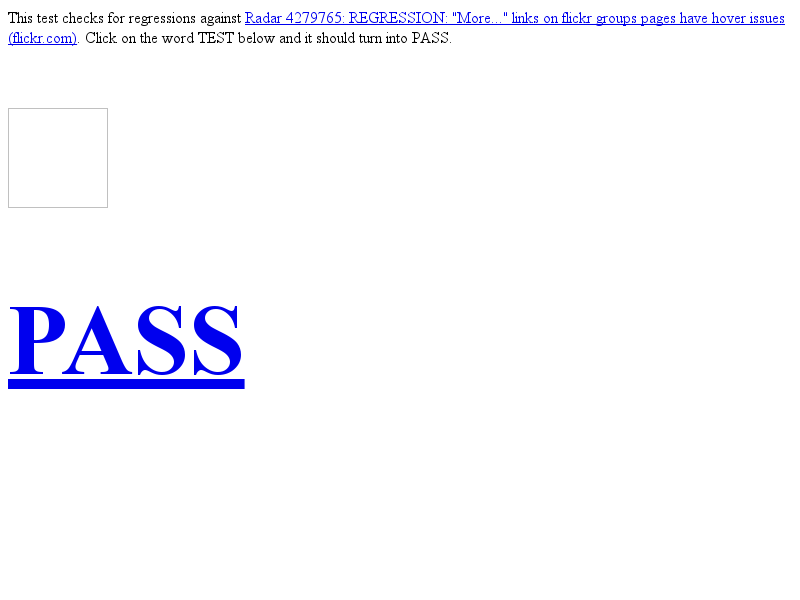 This test checks for regressions against Radar 4279765: REGRESSION: "More..." links on flickr groups pages have hover issues
(flickr.com). Click on the word TEST below and it should turn into PASS.
PASS